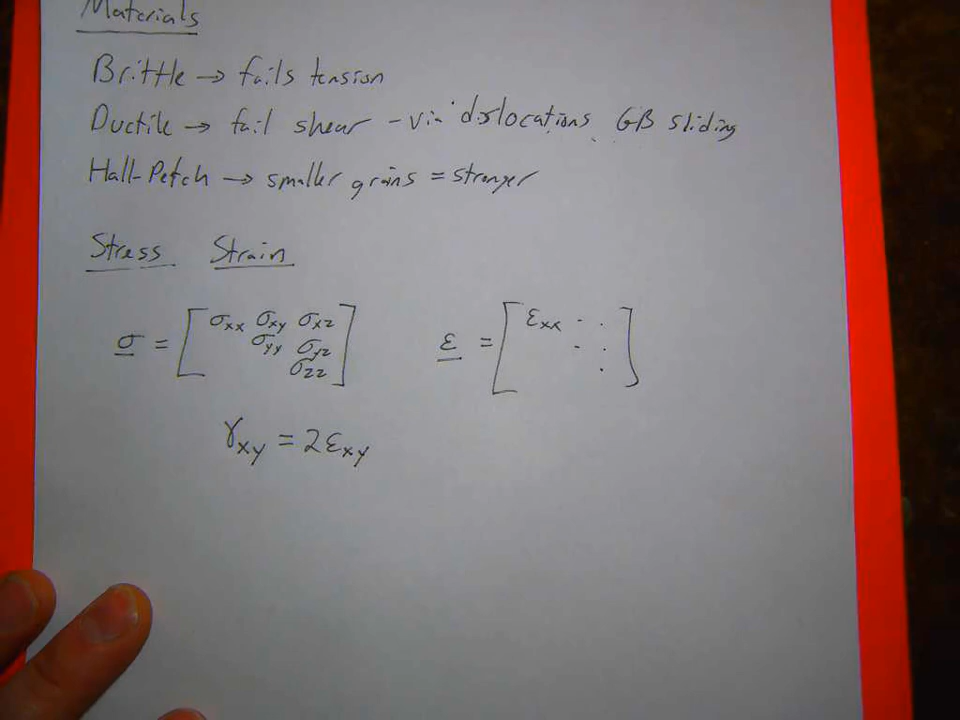 Materials
Brittle → fails tension
Ductile → fail shear - via dislocations, GB sliding
Hall-Petch → smaller grains = stronger
Stress Strain
σ = [ σxx σxy σxz
σyy σyz
σzz ] ε = [ εxx · ·
· ·
· ]
γxy = 2εxy